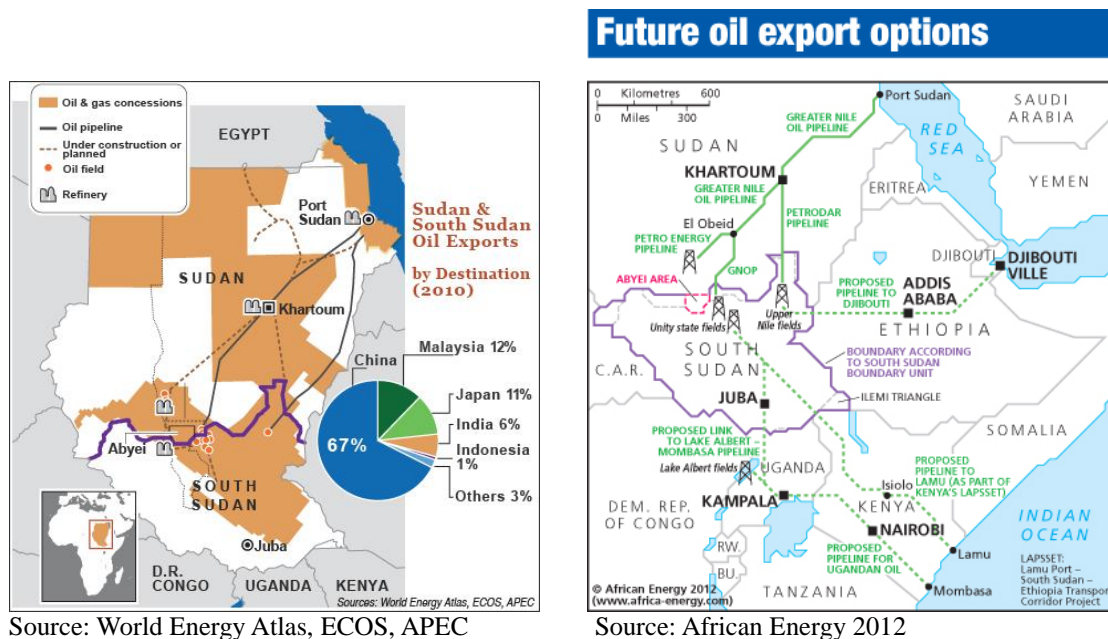 Future oil export options
Oil & gas concessions
Oil pipeline
Under construction or
planned
Oil field
Refinery
EGYPT
Port
Sudan
Sudan &
South Sudan
Oil Exports
by Destination
(2010)
SUDAN
Khartoum
Malaysia 12%
China
Japan 11%
India 6%
67%
Indonesia
1%
Others 3%
Abyei
SOUTH
SUDAN
Juba
D.R.
CONGO
UGANDA
KENYA
Sources: World Energy Atlas, ECOS, APEC
Source: World Energy Atlas, ECOS, APEC
0 Kilometres 600
0 Miles 300
Port Sudan
SAUDI
ARABIA
GREATER NILE
OIL PIPELINE
RED
SEA
SUDAN
KHARTOUM
GREATER NILE
OIL PIPELINE
ERITREA
YEMEN
PETRODAR
PIPELINE
El Obeid
PETRO ENERGY
PIPELINE
GNOP
DJIBOUTI
DJIBOUTI
VILLE
ABYEI AREA
PROPOSED
PIPELINE TO
DJIBOUTI
ADDIS
ABABA
Unity state fields
Upper
Nile fields
ETHIOPIA
SOUTH
SUDAN
BOUNDARY ACCORDING
TO SOUTH SUDAN
BOUNDARY UNIT
C.A.R.
JUBA
ILEMI TRIANGLE
SOMALIA
PROPOSED LINK
TO LAKE ALBERT
MOMBASA PIPELINE
Lake Albert fields
UGANDA
PROPOSED
PIPELINE TO
LAMU (AS PART OF
KENYA'S LAPSSET)
Isiolo
KENYA
KAMPALA
DEM. REP.
OF CONGO
NAIROBI
INDIAN
OCEAN
RW.
BU.
PROPOSED
PIPELINE FOR
UGANDAN OIL
Lamu
LAPSSET:
Lamu Port –
South Sudan –
Ethiopia Transport
Corridor Project
TANZANIA
Mombasa
© African Energy 2012
(www.africa-energy.com)
Source: African Energy 2012